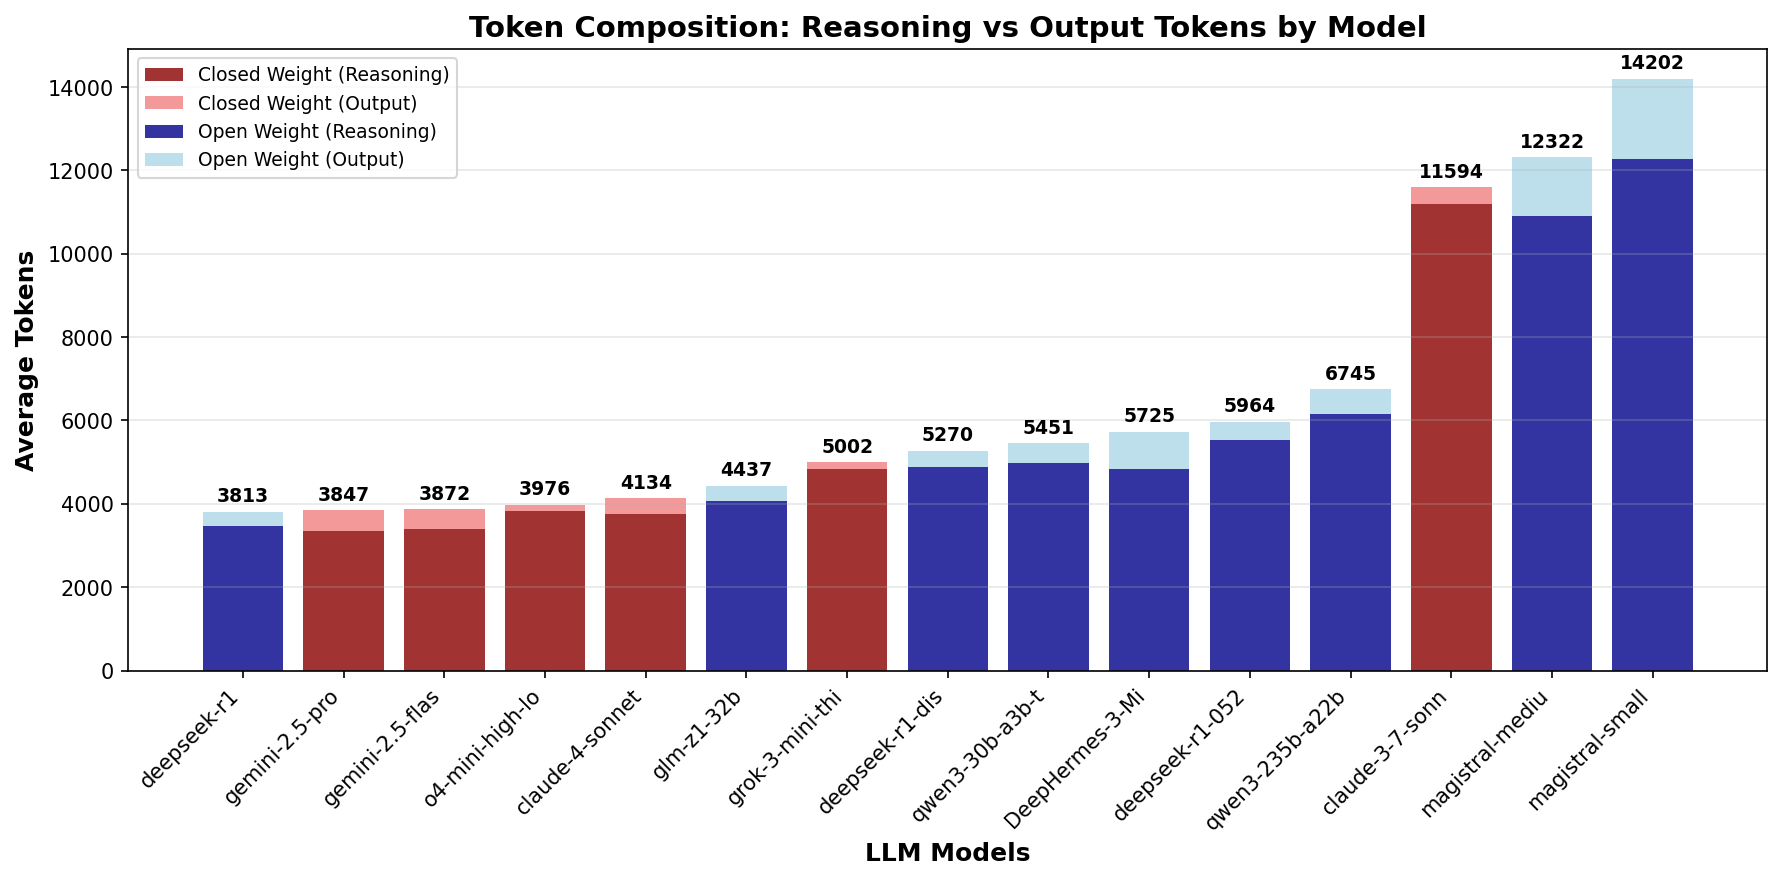 Token Composition: Reasoning vs Output Tokens by Model
Closed Weight (Reasoning)
Closed Weight (Output)
Open Weight (Reasoning)
Open Weight (Output)
Average Tokens
14000
12000
10000
8000
6000
4000
2000
0
3813
3847
3872
3976
4134
4437
5002
5270
5451
5725
5964
6745
11594
12322
14202
deepseek-r1
gemini-2.5-pro
gemini-2.5-flas
o4-mini-high-lo
claude-4-sonnet
glm-z1-32b
grok-3-mini-thi
deepseek-r1-dis
qwen3-30b-a3b-t
DeepHermes-3-Mi
deepseek-r1-052
qwen3-235b-a22b
claude-3-7-sonn
magistral-mediu
magistral-small
LLM Models